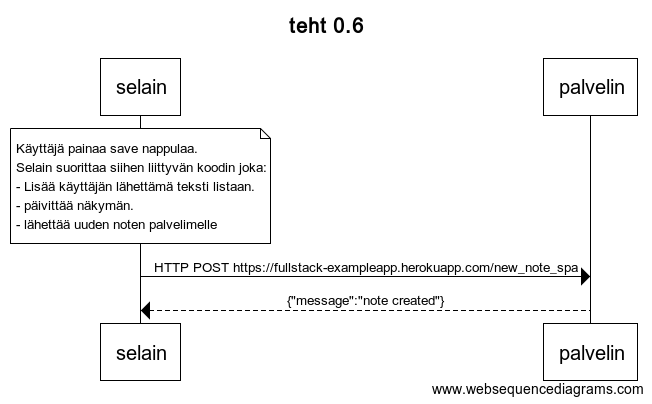 teht 0.6
selain
palvelin
Käyttäjä painaa save nappulaa.
Selain suorittaa siihen liittyvän koodin joka:
- Lisää käyttäjän lähettämä teksti listaan.
- päivittää näkymän.
- lähettää uuden noten palvelimelle
HTTP POST https://fullstack-exampleapp.herokuapp.com/new_note_spa
{"message":"note created"}
selain
palvelin
www.websequencediagrams.com